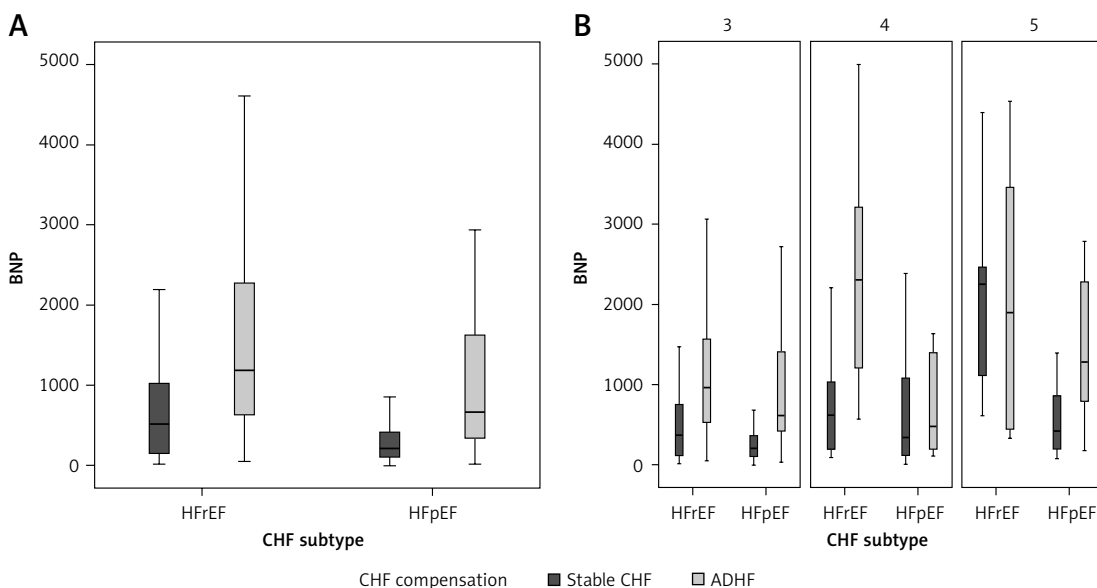 A
5000
4000
3000
2000
1000
0
BNP
HFrEF HFpEF
CHF subtype
B
3 4 5
5000
4000
3000
2000
1000
0
BNP
HFrEF HFpEF HFrEF HFpEF HFrEF HFpEF
CHF subtype
CHF compensation Stable CHF ADHF